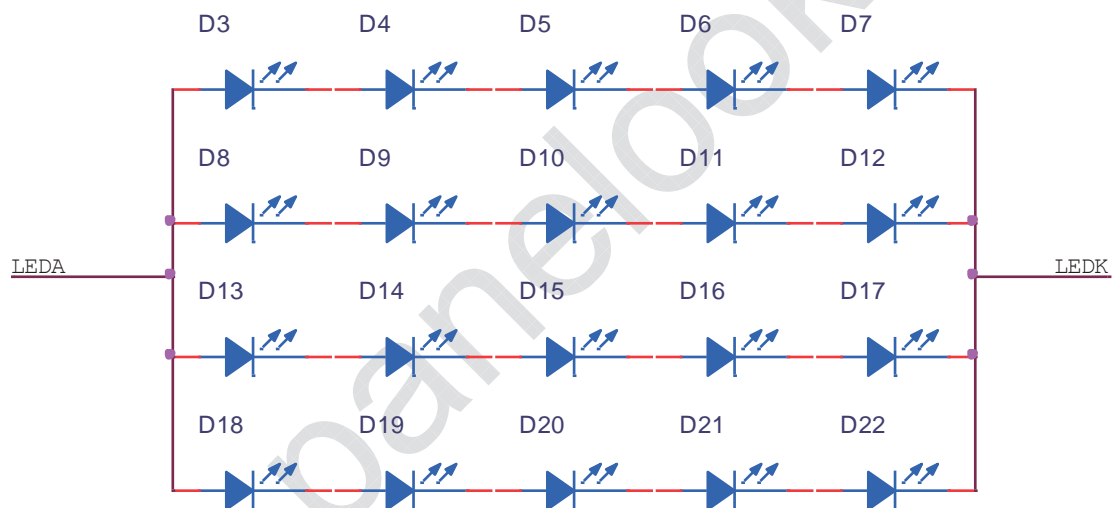 D3 D4 D5 D6 D7
D8 D9 D10 D11 D12
LEDA LEDK
D13 D14 D15 D16 D17
D18 D19 D20 D21 D22
panelook